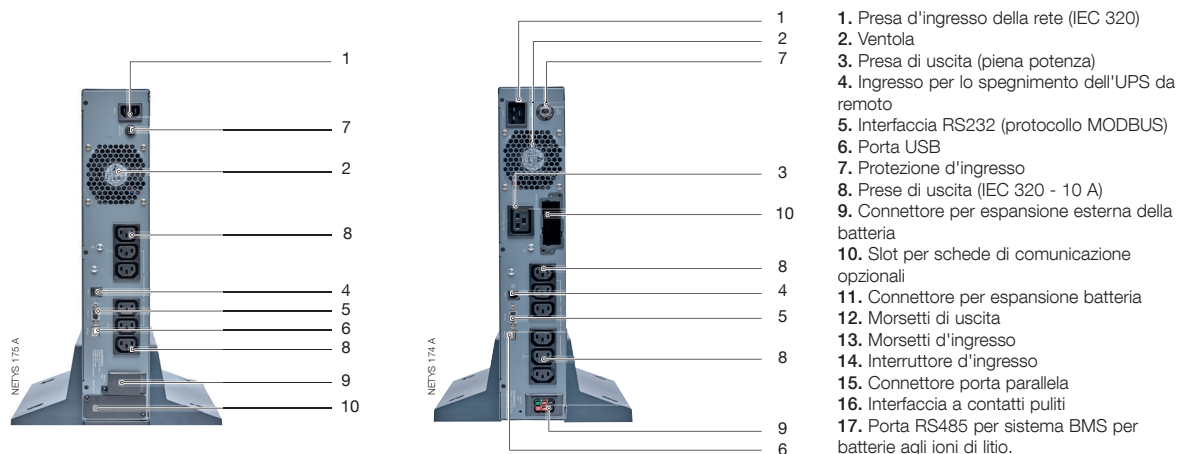 1
7
2
8
4
5
6
8
9
10
NETYS 175 A
1
2
7
3
10
8
4
5
8
9
6
NETYS 174 A
1. Presa d'ingresso della rete (IEC 320)
2. Ventola
3. Presa di uscita (piena potenza)
4. Ingresso per lo spegnimento dell'UPS da
remoto
5. Interfaccia RS232 (protocollo MODBUS)
6. Porta USB
7. Protezione d'ingresso
8. Prese di uscita (IEC 320 - 10 A)
9. Connettore per espansione esterna della
batteria
10. Slot per schede di comunicazione
opzionali
11. Connettore per espansione batteria
12. Morsetti di uscita
13. Morsetti d'ingresso
14. Interruttore d'ingresso
15. Connettore porta parallela
16. Interfaccia a contatti puliti
17. Porta RS485 per sistema BMS per
batterie agli ioni di litio.